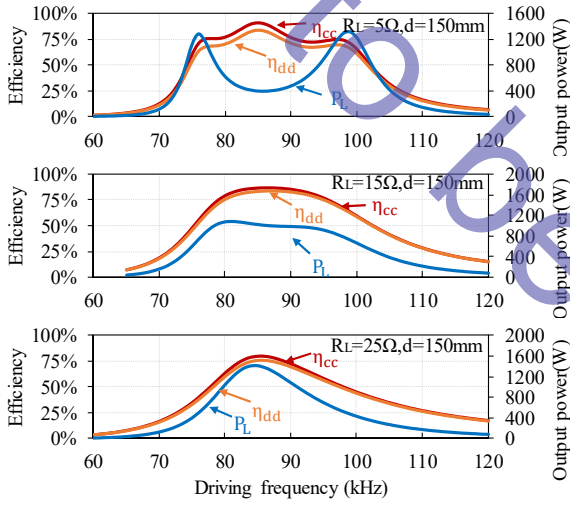 100% 1600
75% 1200
50% 800
25% 400
0% 0
60 70 80 90 100 110 120
Efficiency
Output power(W)
RL=5Ω,d=150mm
ηcc
ηdd
PL
100% 2000
75% 1600
1200
50% 800
25% 400
0% 0
60 70 80 90 100 110 120
Efficiency
Output power(W)
RL=15Ω,d=150mm
ηcc
ηdd
PL
100% 2000
75% 1600
1200
50% 800
25% 400
0% 0
60 70 80 90 100 110 120
Efficiency
Output power(W)
RL=25Ω,d=150mm
ηcc
ηdd
PL
Driving frequency (kHz)